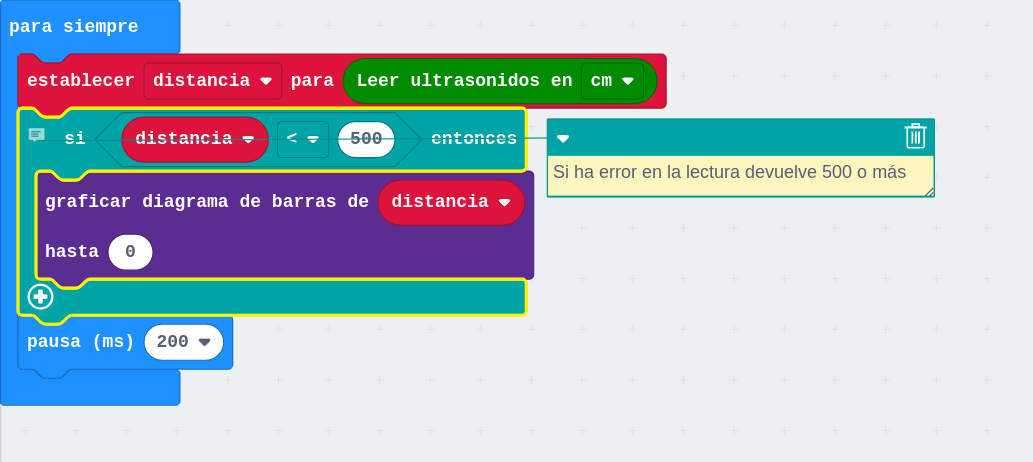 para siempre
establecer distancia para Leer ultrasonidos en cm
si distancia < 500 entonces
Si ha error en la lectura devuelve 500 o más
graficar diagrama de barras de distancia
hasta 0
pausa (ms) 200